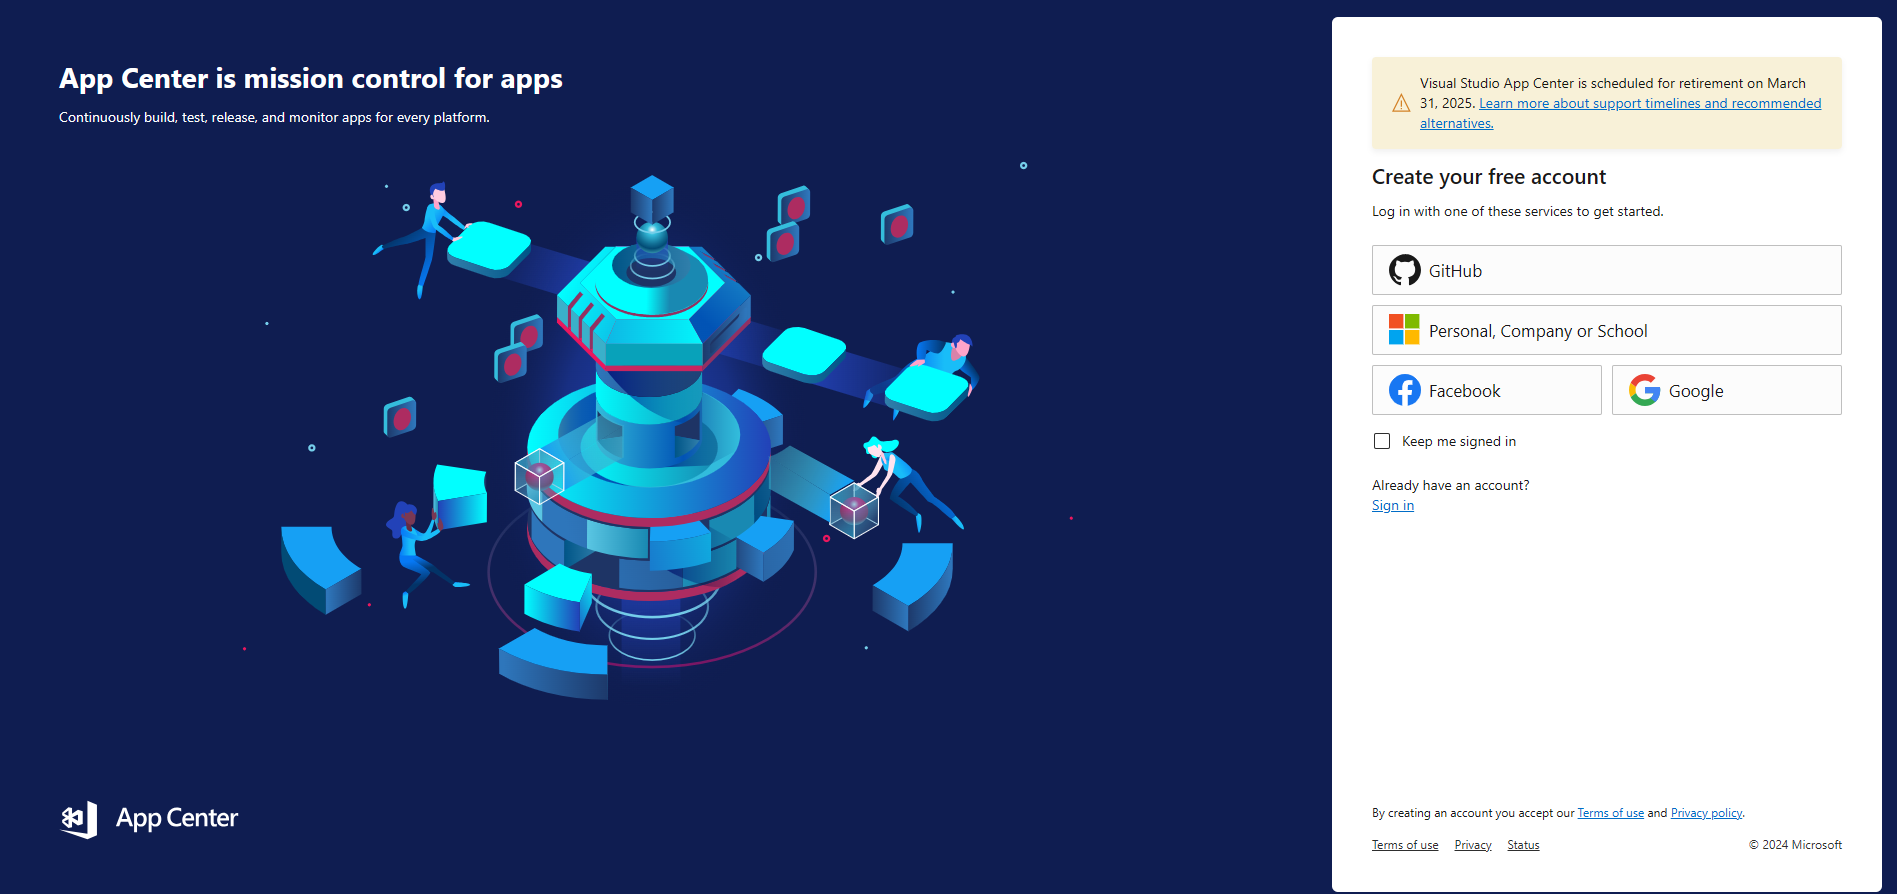 App Center is mission control for apps
Continuously build, test, release, and monitor apps for every platform.
App Center
Visual Studio App Center is scheduled for retirement on March
31, 2025. Learn more about support timelines and recommended
alternatives.
Create your free account
Log in with one of these services to get started.
GitHub
Personal, Company or School
Facebook
Google
Keep me signed in
Already have an account?
Sign in
By creating an account you accept our Terms of use and Privacy policy.
Terms of use Privacy Status © 2024 Microsoft